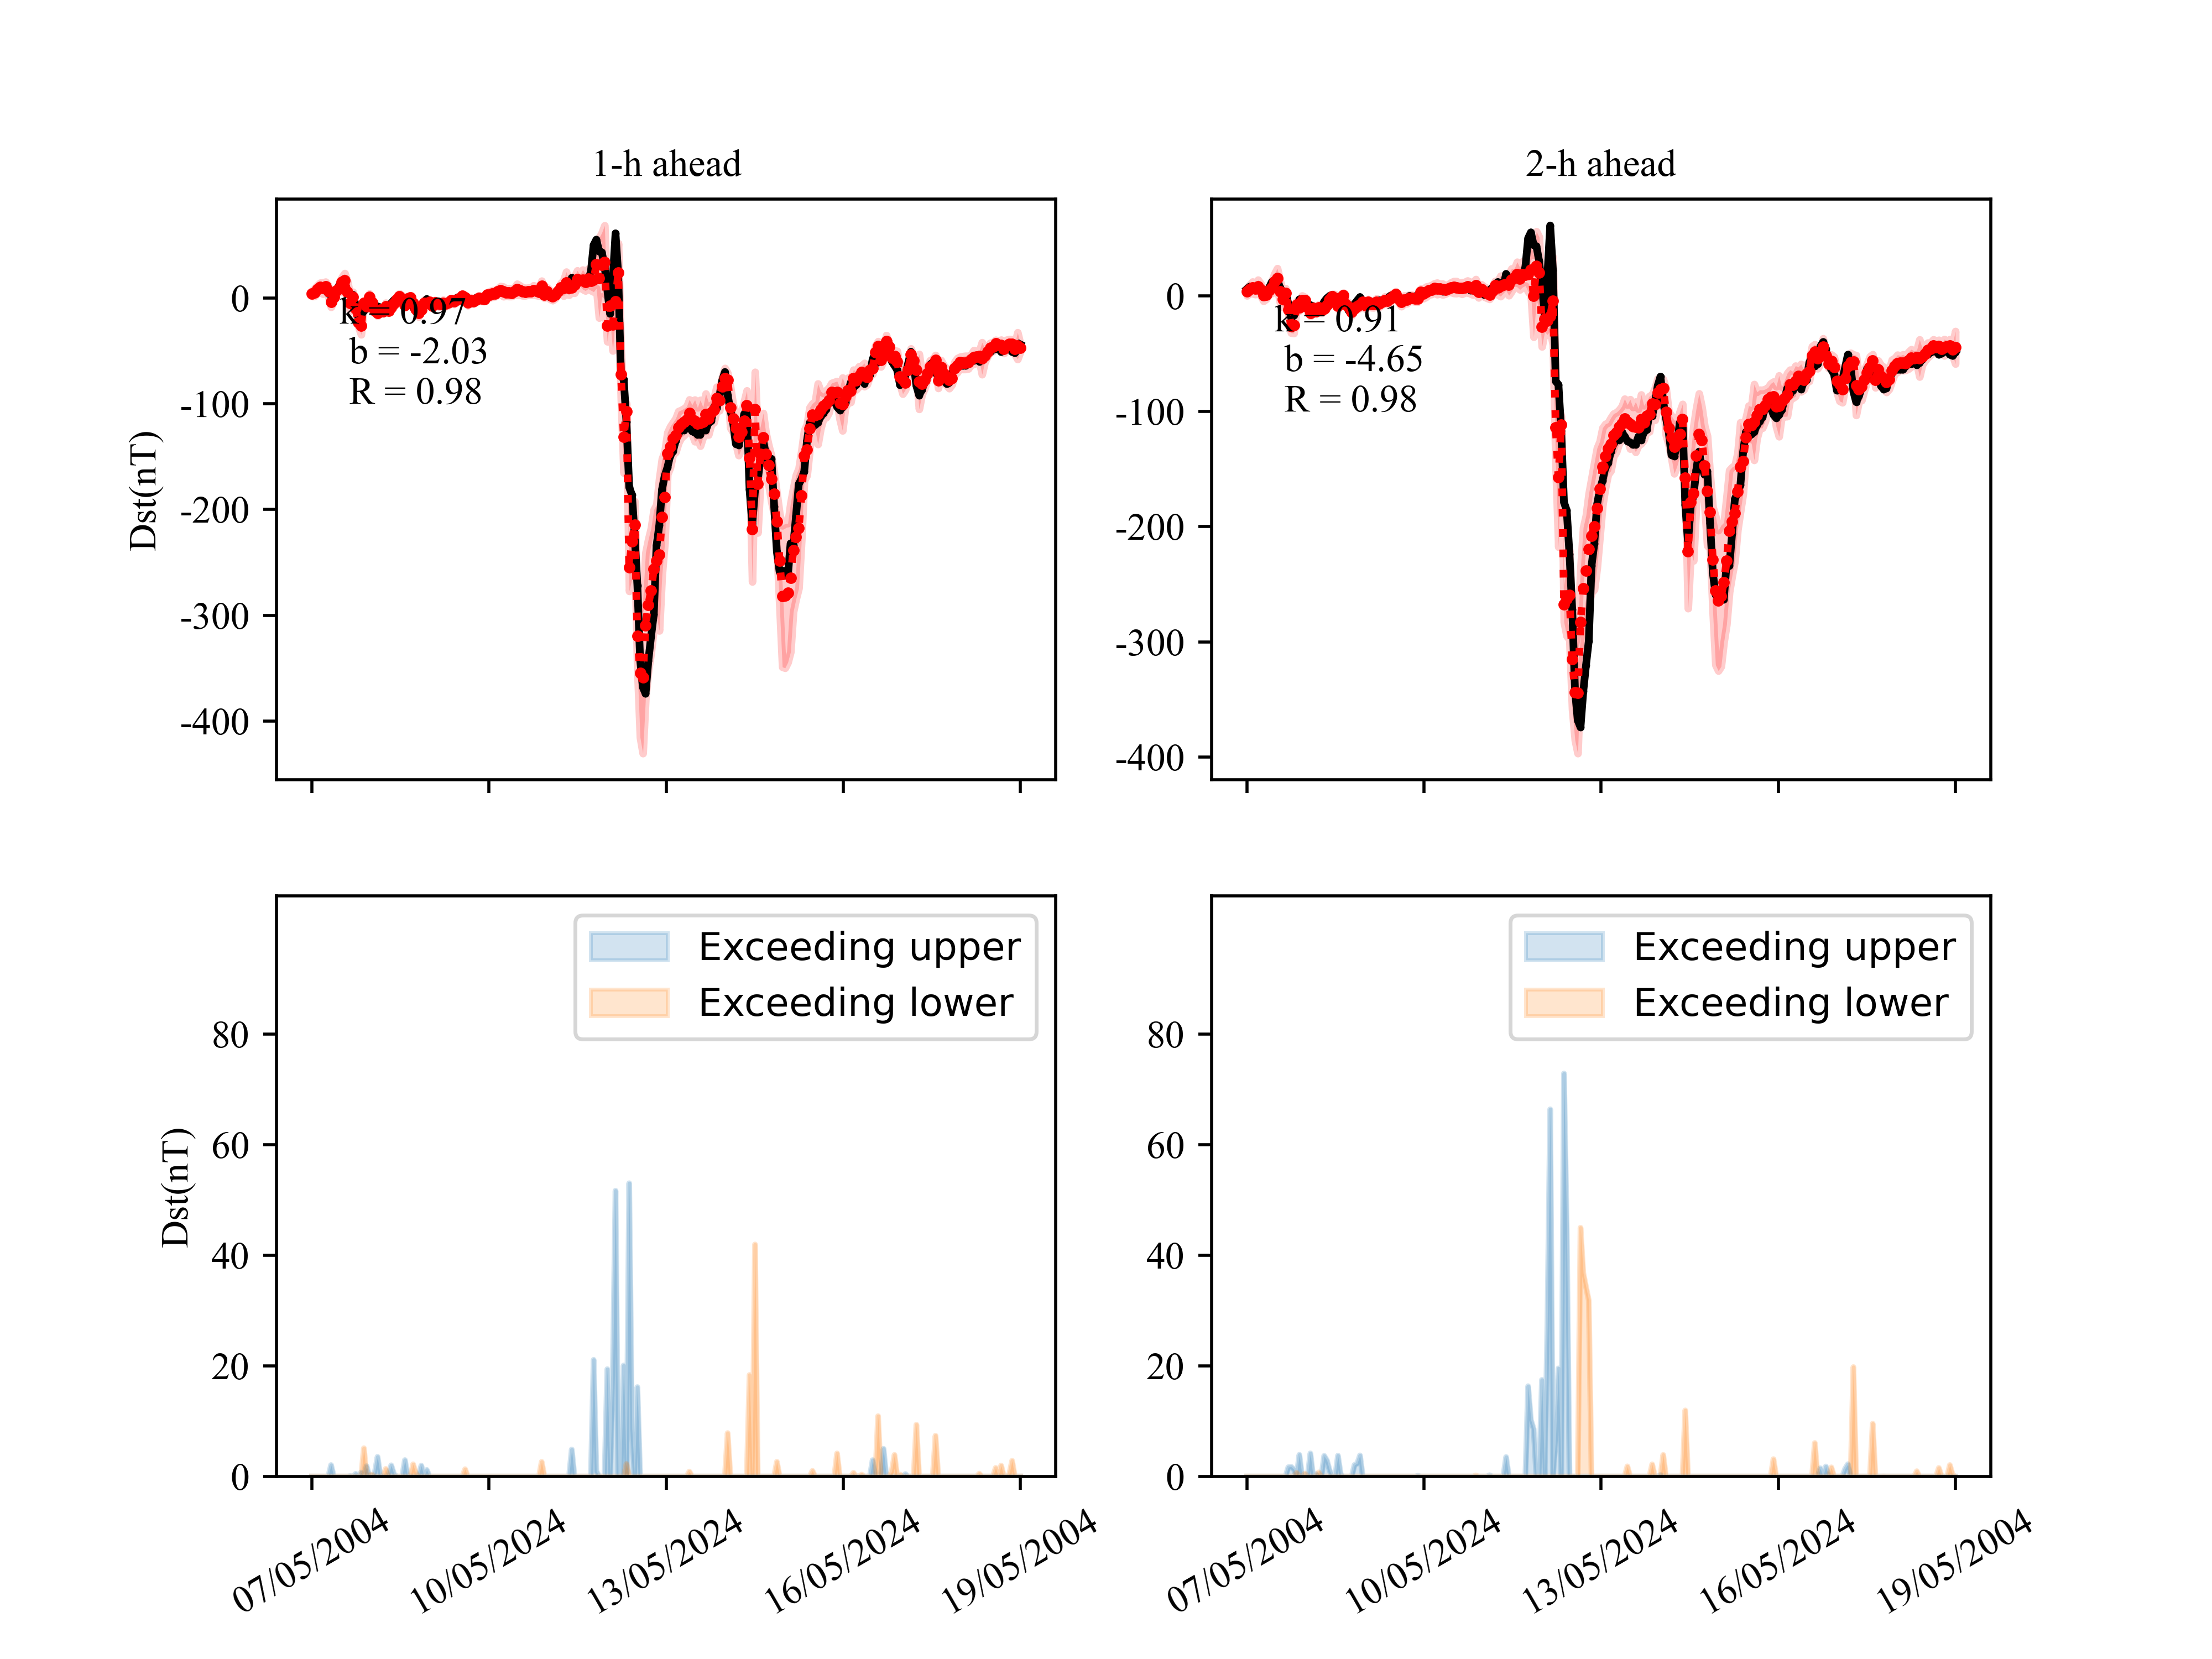 1-h ahead
2-h ahead
Dst(nT)
0
-100
-200
-300
-400
k = 0.97
b = -2.03
R = 0.98
0
-100
-200
-300
-400
k = 0.91
b = -4.65
R = 0.98
Dst(nT)
80
60
40
20
0
Exceeding upper
Exceeding lower
07/05/2004
10/05/2024
13/05/2024
16/05/2024
19/05/2004
80
60
40
20
0
Exceeding upper
Exceeding lower
07/05/2004
10/05/2024
13/05/2024
16/05/2024
19/05/2004